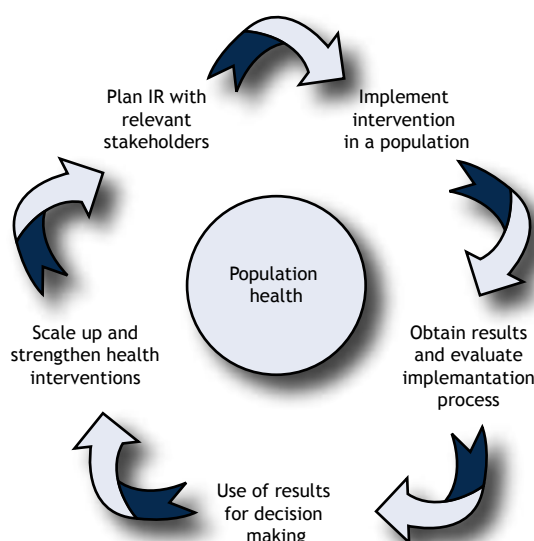 Plan IR with
relevant
stakeholders
Implement
intervention
in a population
Population
health
Scale up and
strengthen health
interventions
Obtain results
and evaluate
implemantation
process
Use of results
for decision
making